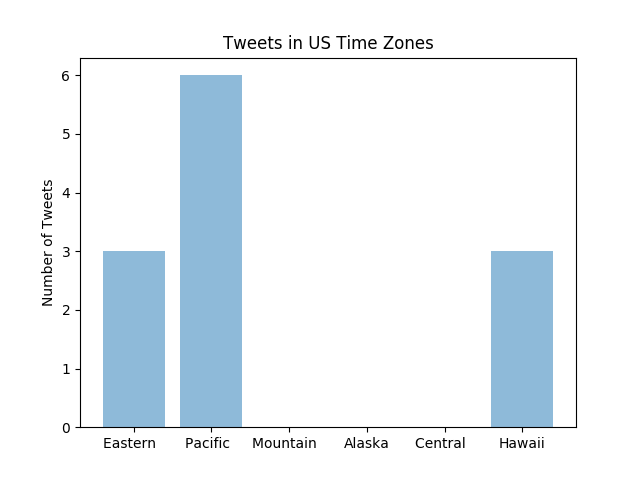 Tweets in US Time Zones
Number of Tweets
6
5
4
3
2
1
0
Eastern Pacific Mountain Alaska Central Hawaii